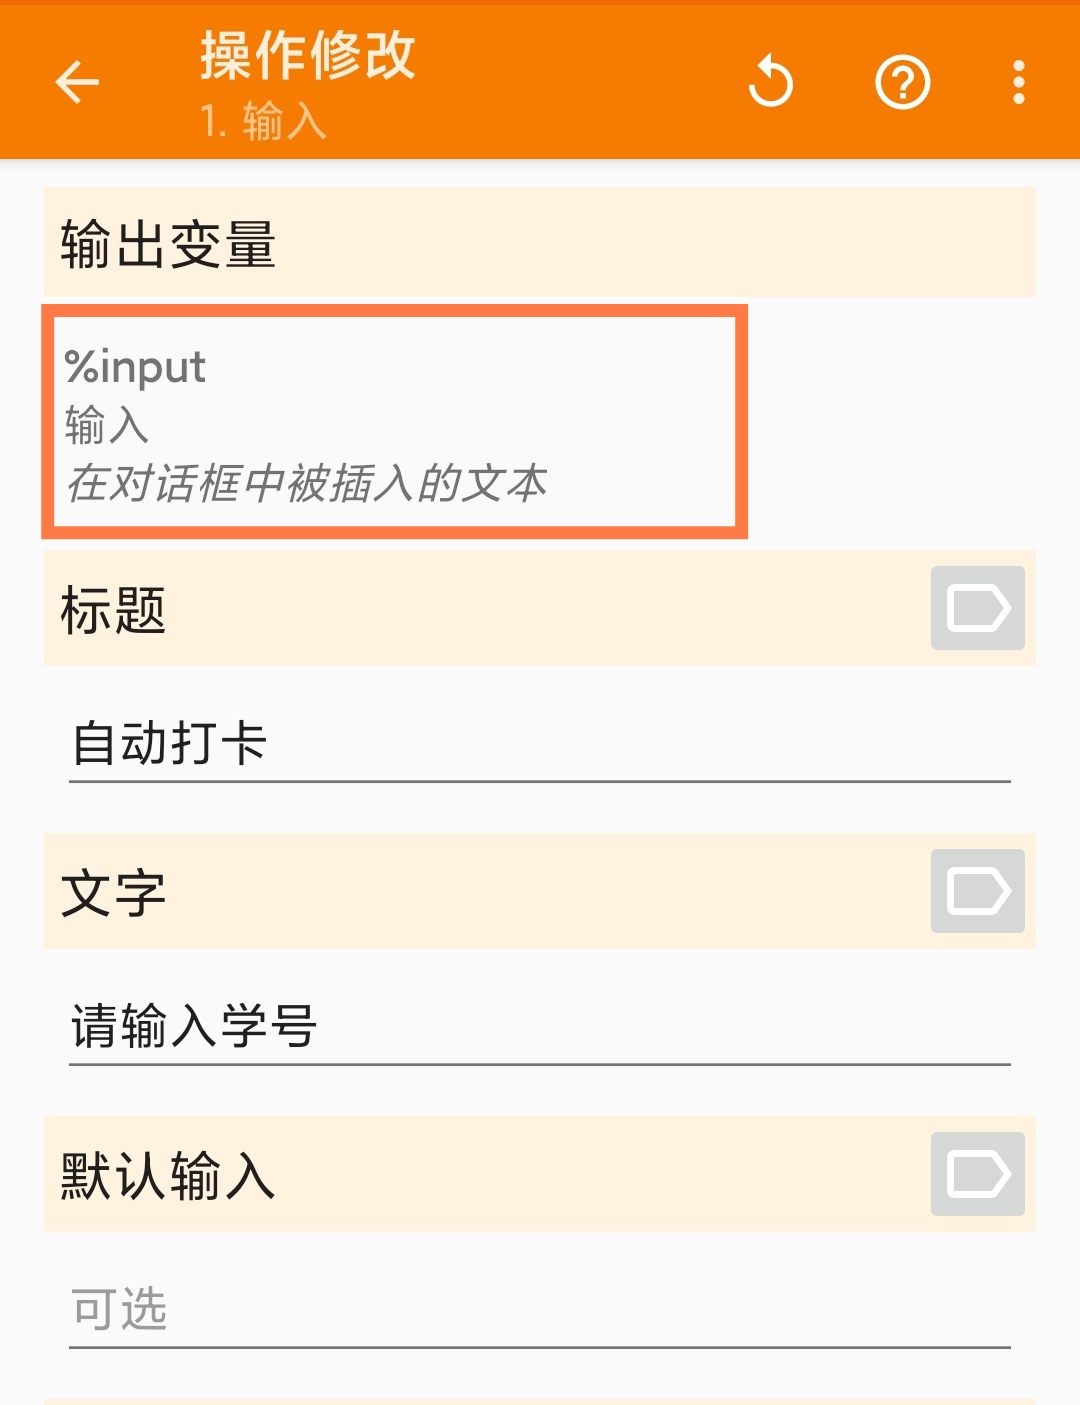 操作修改
1. 输入
输出变量
%input
输入
在对话框中被插入的文本
标题
自动打卡
文字
请输入学号
默认输入
可选